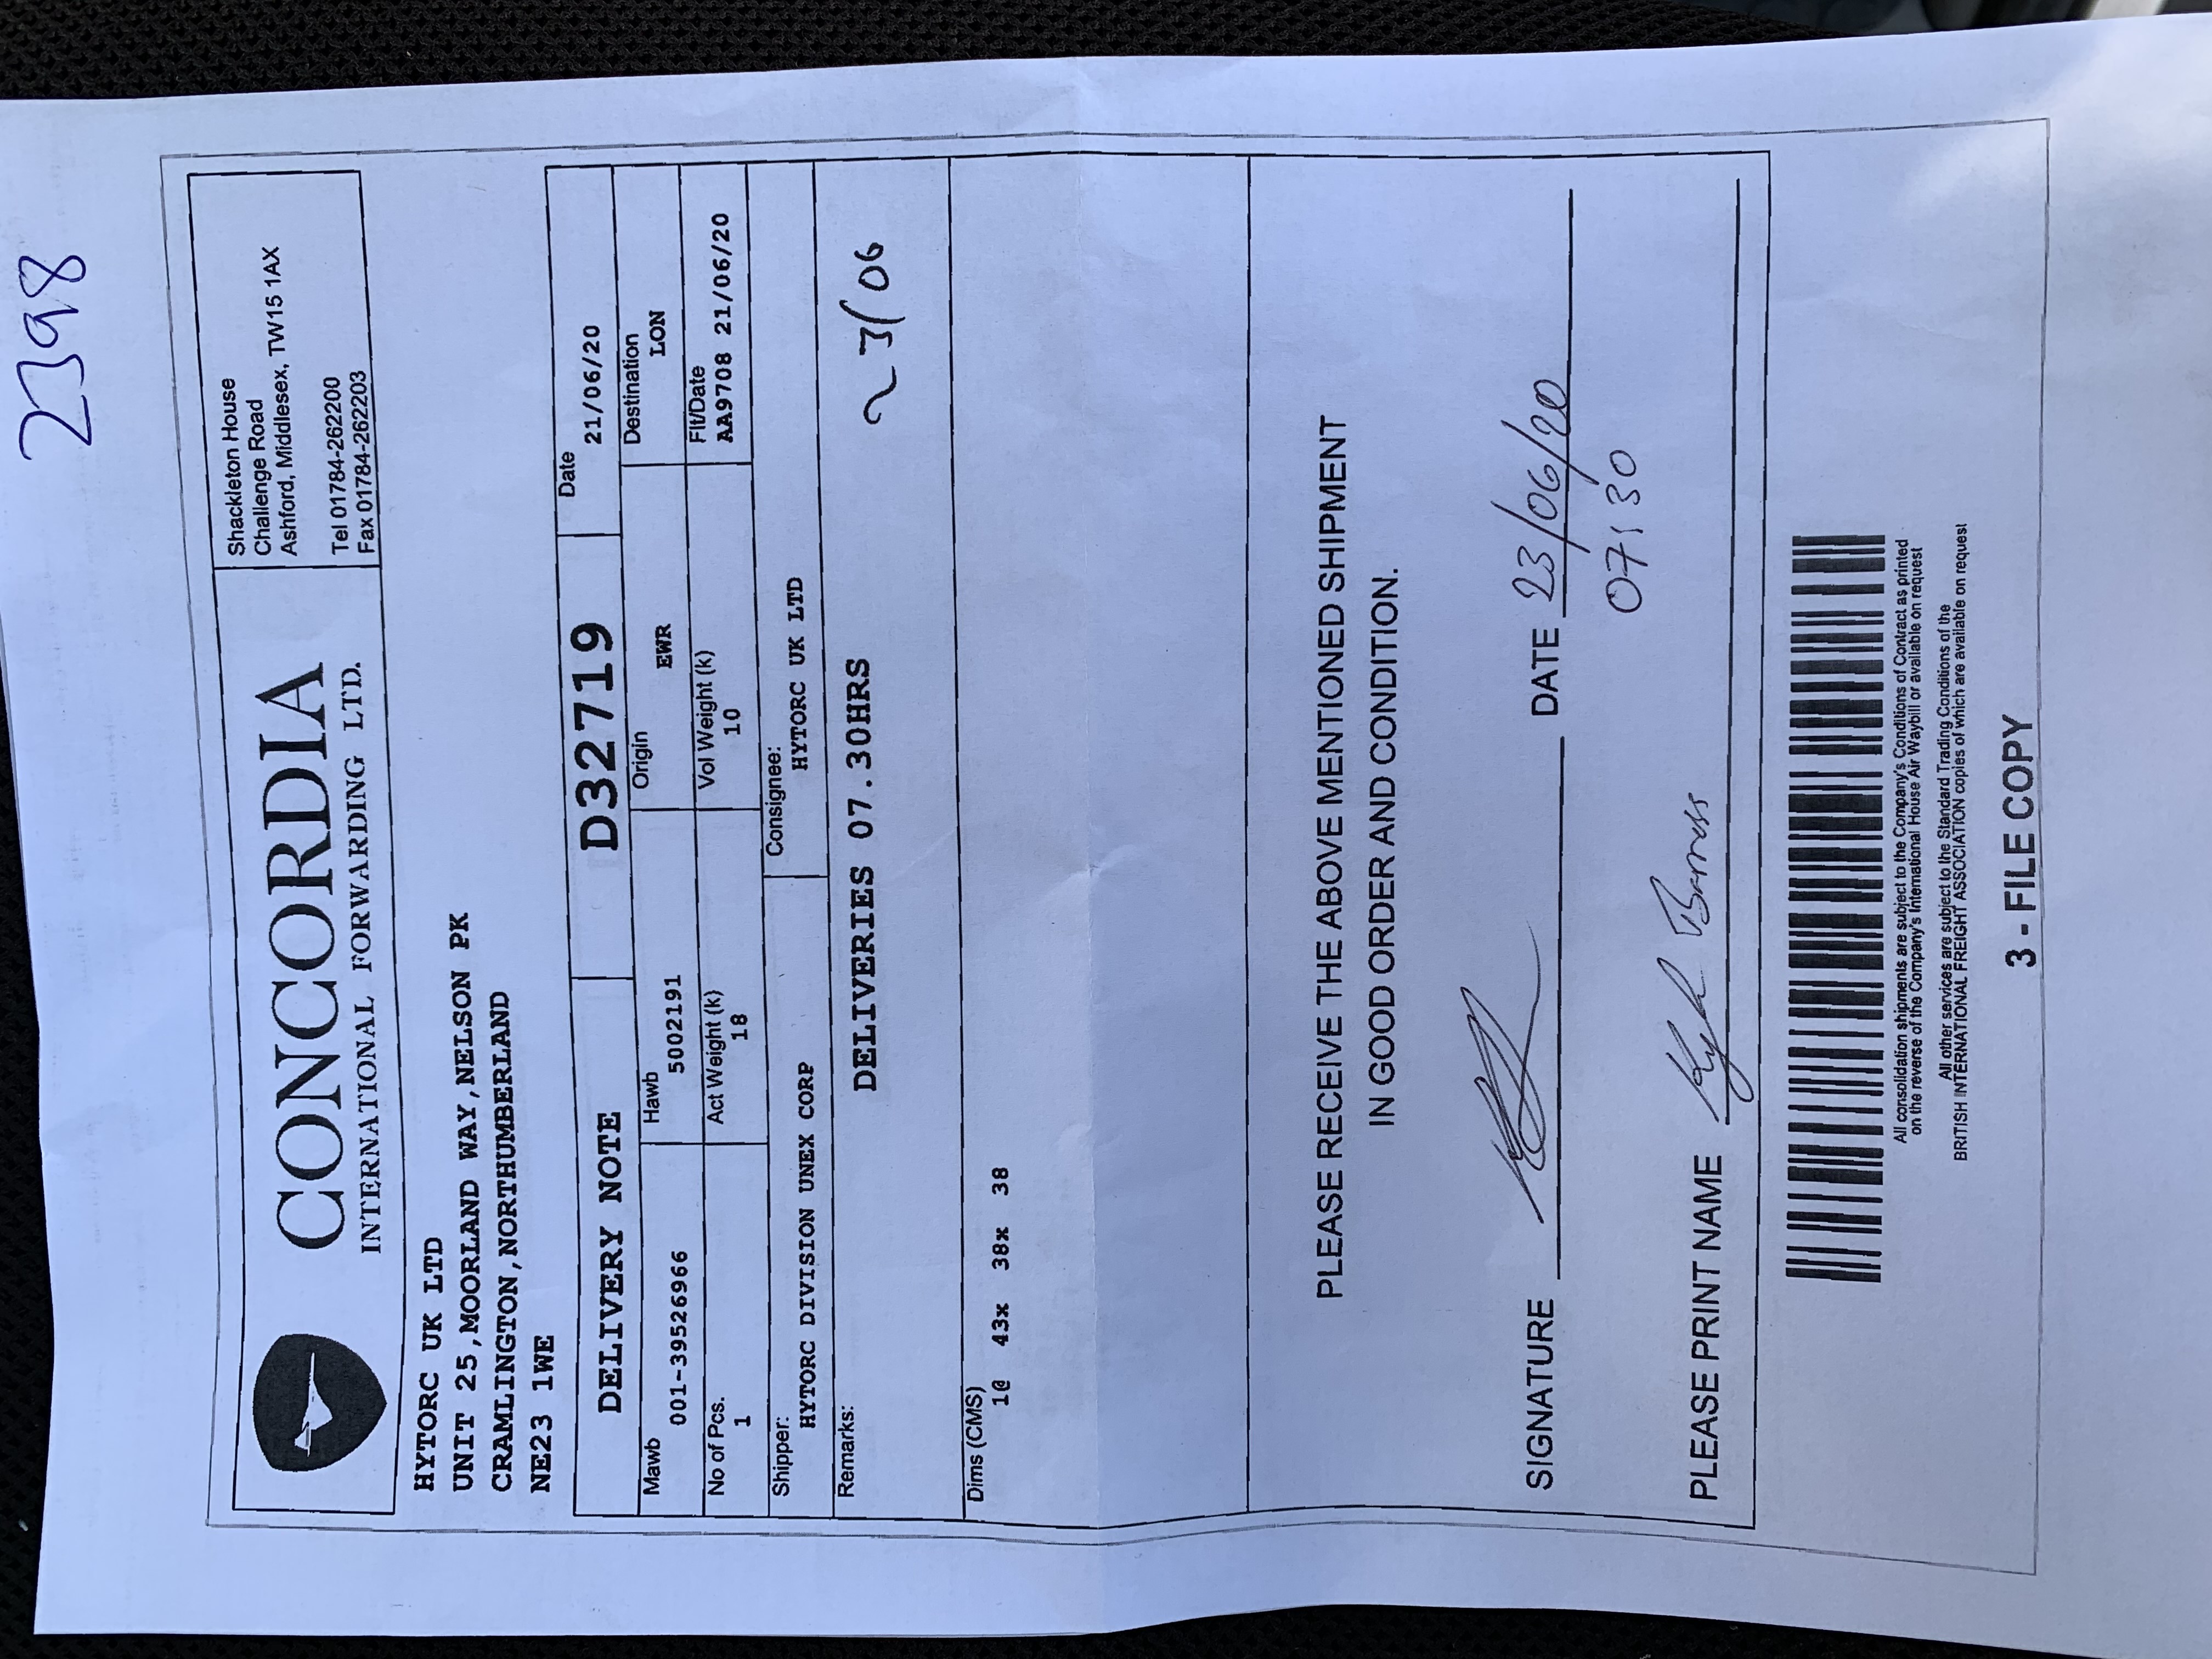 2398
CONCORDIA
INTERNATIONAL FORWARDING LTD.
Shackleton House
Challenge Road
Ashford, Middlesex, TW15 1AX
Tel 01784-262200
Fax 01784-262203
HYTORC UK LTD
UNIT 25,MOORLAND WAY,NELSON PK
CRAMLINGTON,NORTHUMBERLAND
NE23 1WE
DELIVERY NOTE
D32719
Date
21/06/20
Mawb
001-39526966
Hawb
5002191
Origin
EWR
Destination
LON
No of Pcs.
1
Act Weight (k)
18
Vol Weight (k)
10
Flt/Date
AA9708 21/06/20
Shipper:
HYTORC DIVISION UNEX CORP
Consignee:
HYTORC UK LTD
Remarks:
DELIVERIES 07.30HRS
23/06
Dims (CMS)
1@ 43x 38x 38
PLEASE RECEIVE THE ABOVE MENTIONED SHIPMENT
IN GOOD ORDER AND CONDITION.
SIGNATURE
DATE 23/06/20
07:30
PLEASE PRINT NAME
All consolidation shipments are subject to the Company's Conditions of Contract as printed
on the reverse of the Company's International House Air Waybill or available on request
All other services are subject to the Standard Trading Conditions of the
BRITISH INTERNATIONAL FREIGHT ASSOCIATION copies of which are available on request
3 - FILE COPY